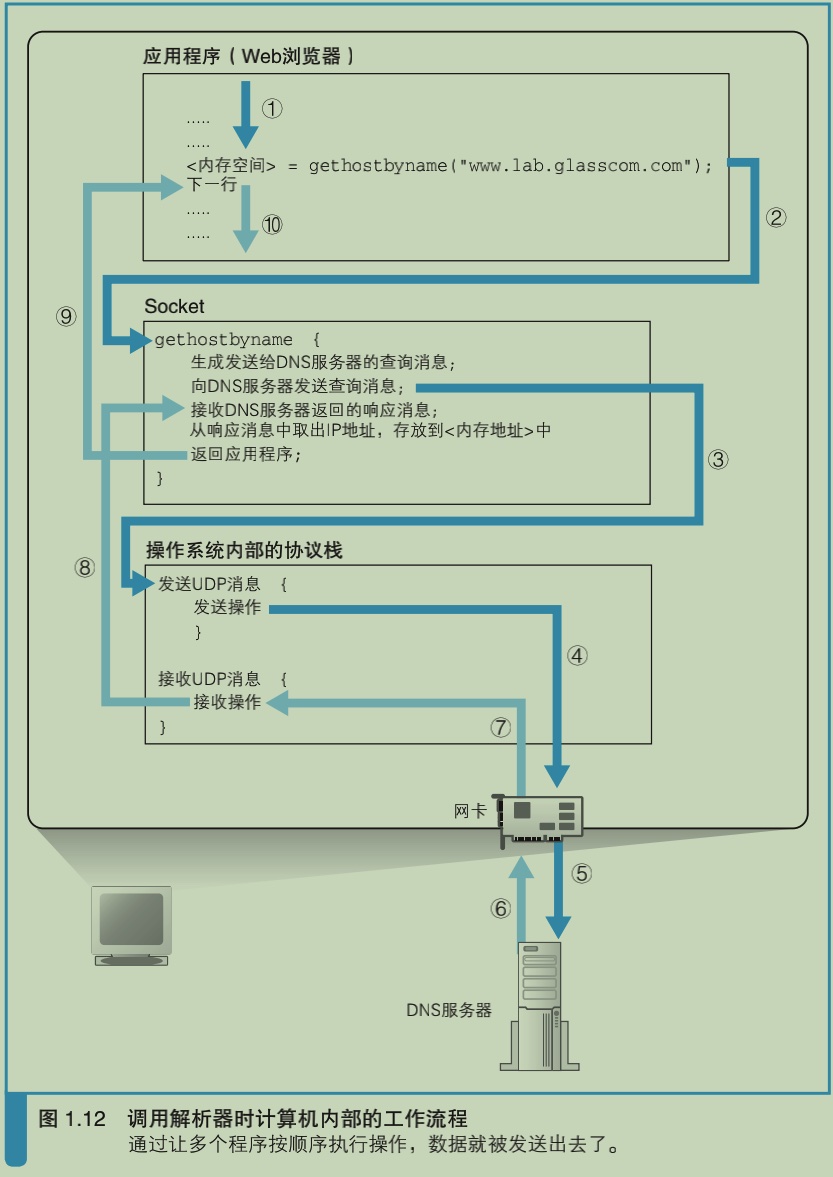 应用程序（Web浏览器）
①
.....
.....
<内存空间> = gethostbyname("www.lab.glasscom.com");
下一行
②
.....
⑩
.....
Socket
⑨
gethostbyname {
生成发送给DNS服务器的查询消息;
向DNS服务器发送查询消息;
接收DNS服务器返回的响应消息;
从响应消息中取出IP地址，存放到<内存地址>中
返回应用程序;
③
}
操作系统内部的协议栈
⑧
发送UDP消息 {
发送操作
}
④
接收UDP消息 {
接收操作
}
⑦
网卡
⑤
⑥
DNS服务器
图 1.12 调用解析器时计算机内部的工作流程
通过让多个程序按顺序执行操作，数据就被发送出去了。